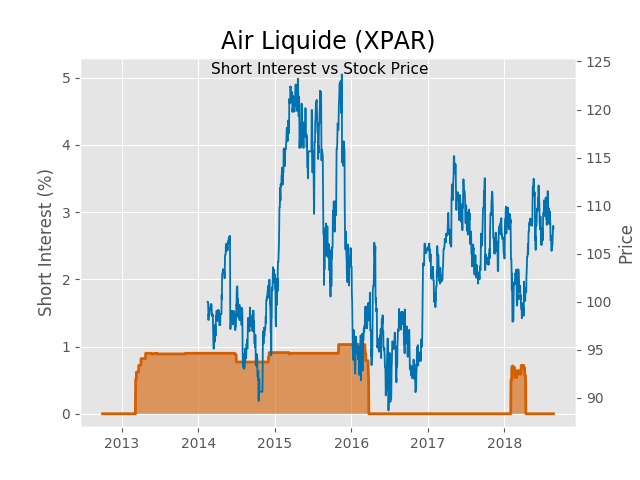 Air Liquide (XPAR)
Short Interest vs Stock Price
Short Interest (%)
5
4
3
2
1
0
125
120
115
110
105
100
95
90
Price
2013 2014 2015 2016 2017 2018